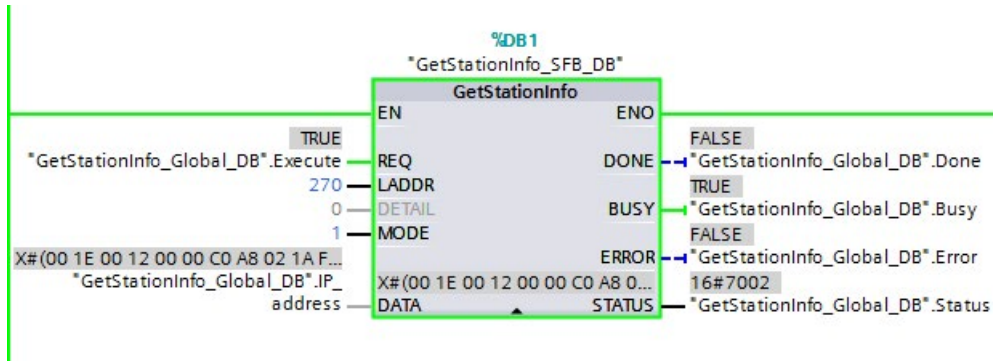 %DB1
"GetStationInfo_SFB_DB"
GetStationInfo
EN ENO
TRUE FALSE
"GetStationInfo_Global_DB".Execute REQ DONE "GetStationInfo_Global_DB".Done
270 LADDR TRUE
0 DETAIL BUSY "GetStationInfo_Global_DB".Busy
1 MODE FALSE
X#(00 1E 00 12 00 00 C0 A8 02 1A F... ERROR "GetStationInfo_Global_DB".Error
"GetStationInfo_Global_DB".IP_ X#(00 1E 00 12 00 00 C0 A8 0... 16#7002
address DATA STATUS "GetStationInfo_Global_DB".Status